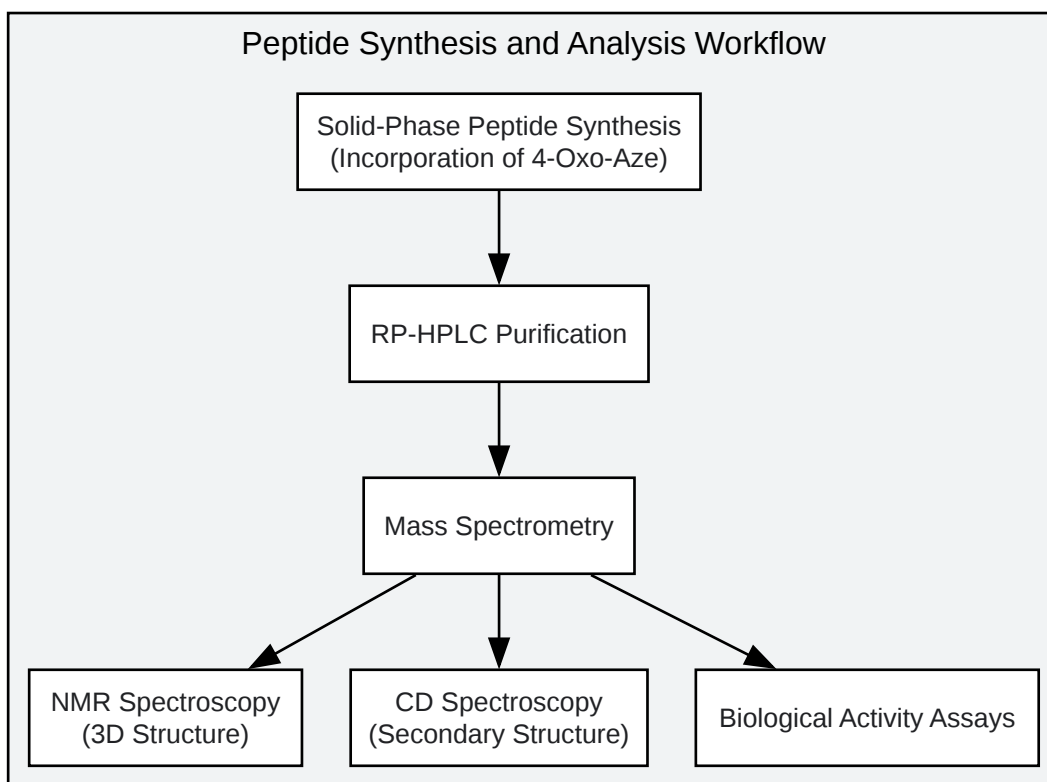 Peptide Synthesis and Analysis Workflow
Solid-Phase Peptide Synthesis
(Incorporation of 4-Oxo-Aze)
RP-HPLC Purification
Mass Spectrometry
NMR Spectroscopy
(3D Structure)
CD Spectroscopy
(Secondary Structure)
Biological Activity Assays